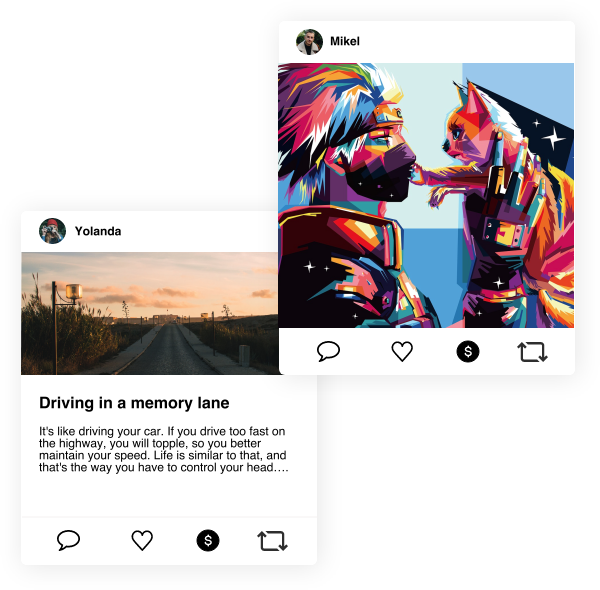 Mikel
Yolanda
Driving in a memory lane
It's like driving your car. If you drive too fast on
the highway, you will topple, so you better
maintain your speed. Life is similar to that, and
that's the way you have to control your head….